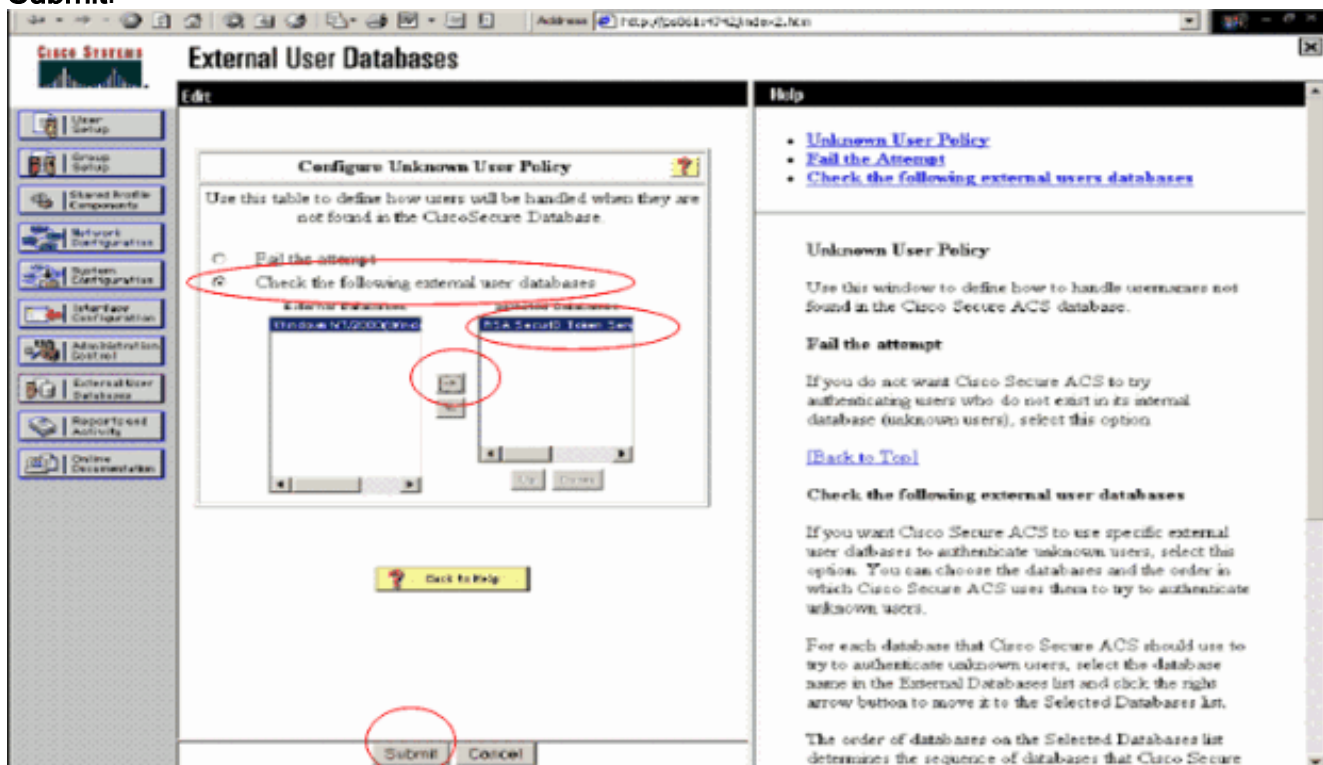 Submit.
Address http://ps0661:4742/index2.htm
CISCO SYSTEMS
External User Databases
Edit
User Setup
Group Setup
Shared Profile Components
Network Configuration
System Configuration
Interface Configuration
Administration Control
External User Databases
Reports and Activity
Online Documentation
Configure Unknown User Policy
Use this table to define how users will be handled when they are
not found in the CiscoSecure Database.
Fail the attempt
Check the following external user databases
External Databases
Selected Databases
RSA SecurID Token Serv
Up
Down
Back to Help
Submit
Cancel
Help
Unknown User Policy
Fail the Attempt
Check the following external users databases
Unknown User Policy
Use this window to define how to handle usernames not
found in the Cisco Secure ACS database.
Fail the attempt
If you do not want Cisco Secure ACS to try
authenticating users who do not exist in its internal
database (unknown users), select this option
[Back to Top]
Check the following external user databases
If you want Cisco Secure ACS to use specific external
user datbases to authenticate unknown users, select this
option. You can choose the databases and the order in
which Cisco Secure ACS uses them to try to authenticate
unknown users.
For each database that Cisco Secure ACS should use to
try to authenticate unknown users, select the database
name in the External Databases list and click the right
arrow button to move it to the Selected Databases list.
The order of databases on the Selected Databases list
determines the sequence of databases that Cisco Secure